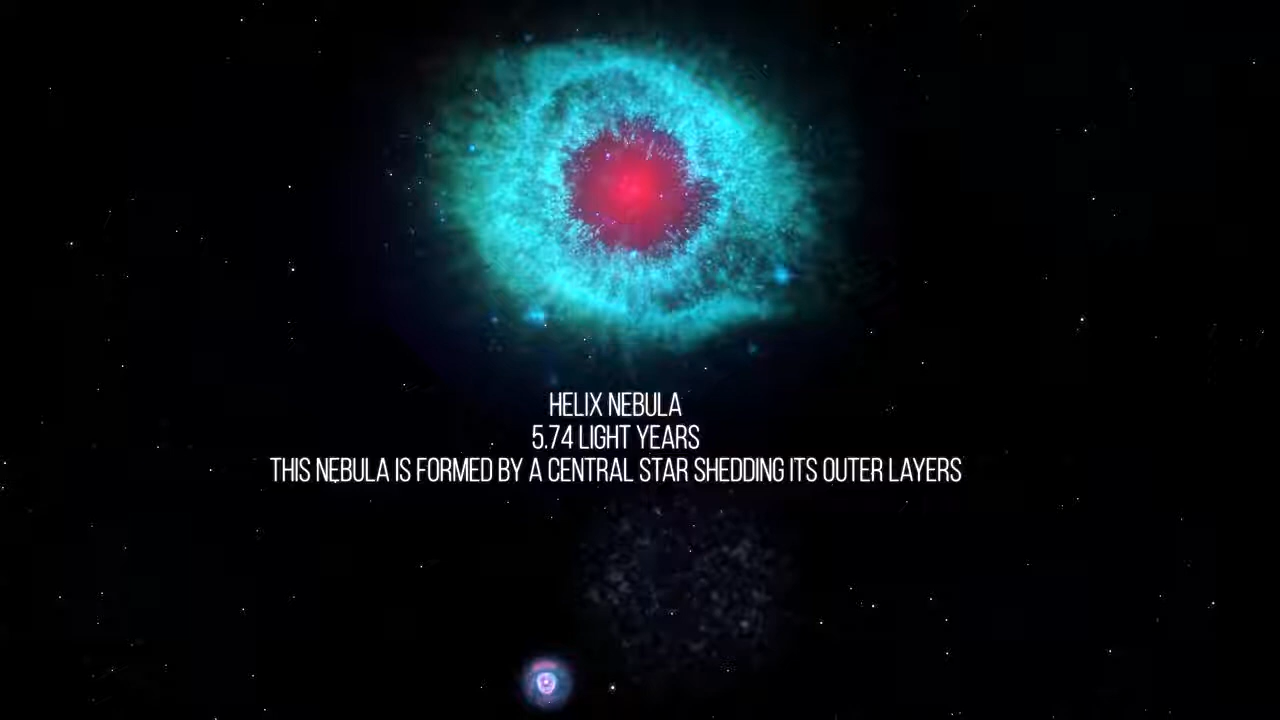 HELIX NEBULA
5.74 LIGHT YEARS
THIS NEBULA IS FORMED BY A CENTRAL STAR SHEDDING ITS OUTER LAYERS